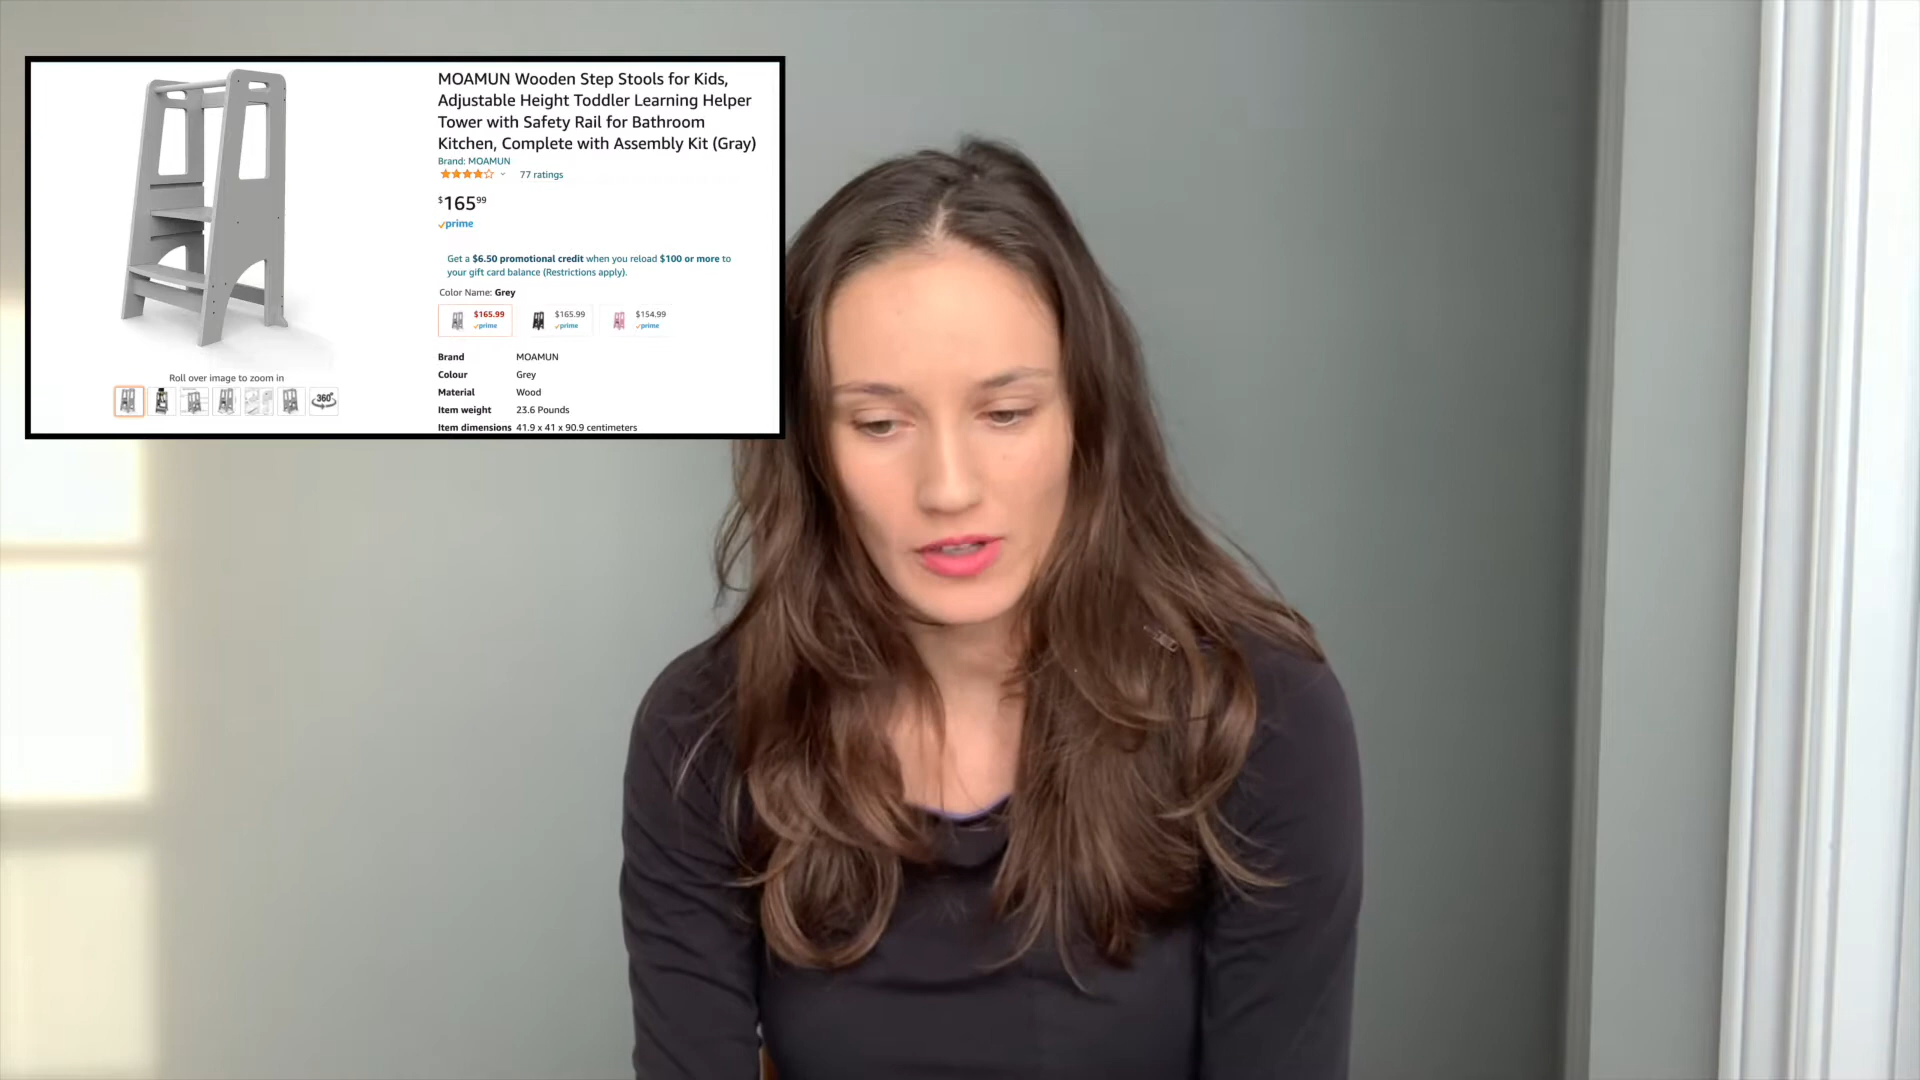 MOAMUN Wooden Step Stools for Kids,
Adjustable Height Toddler Learning Helper
Tower with Safety Rail for Bathroom
Kitchen, Complete with Assembly Kit (Gray)
Brand: MOAMUN
77 ratings
$165 99
prime
Get a $6.50 promotional credit when you reload $100 or more to
your gift card balance (Restrictions apply).
Color Name: Grey
$165.99 $165.99 $154.99
prime prime prime
Brand MOAMUN
Colour Grey
Material Wood
Item weight 23.6 Pounds
Item dimensions 41.9 x 41 x 90.9 centimeters
Roll over image to zoom in
360°